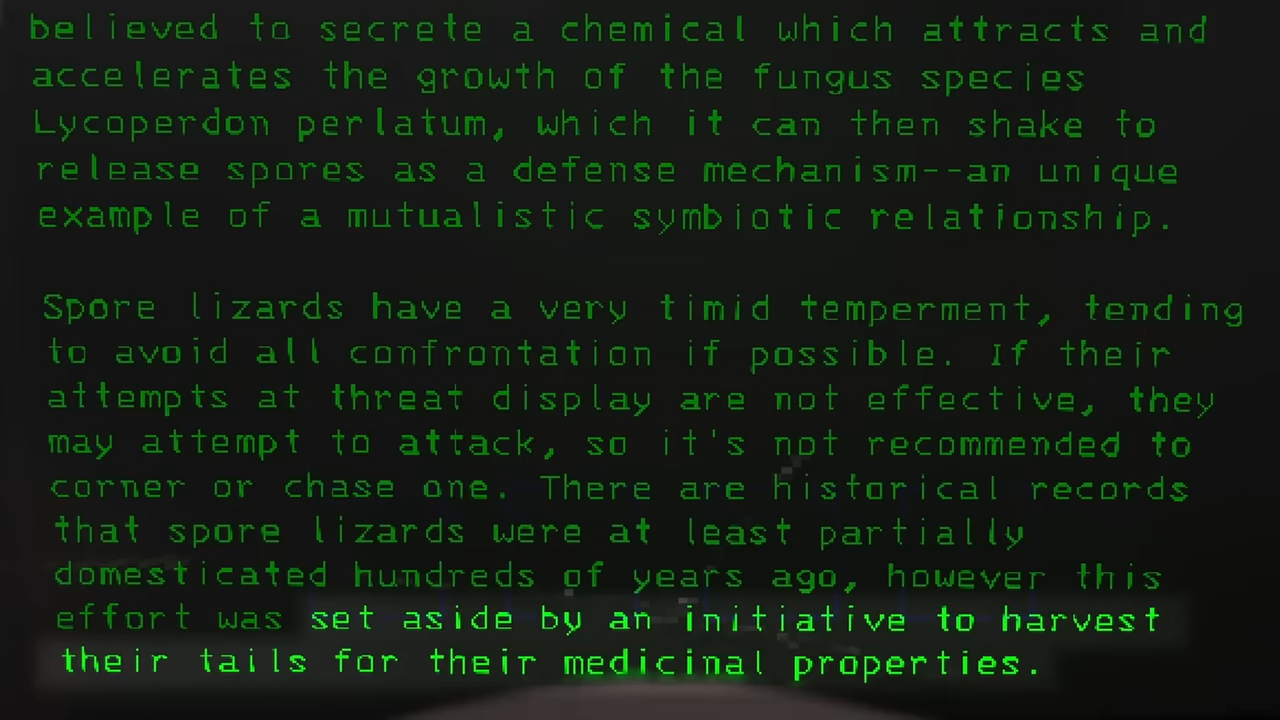 believed to secrete a chemical which attracts and
accelerates the growth of the fungus species
Lycoperdon perlatum, which it can then shake to
release spores as a defense mechanism--an unique
example of a mutualistic symbiotic relationship.
Spore lizards have a very timid temperment, tending
to avoid all confrontation if possible. If their
attempts at threat display are not effective, they
may attempt to attack, so it's not recommended to
corner or chase one. There are historical records
that spore lizards were at least partially
domesticated hundreds of years ago, however this
effort was set aside by an initiative to harvest
their tails for their medicinal properties.